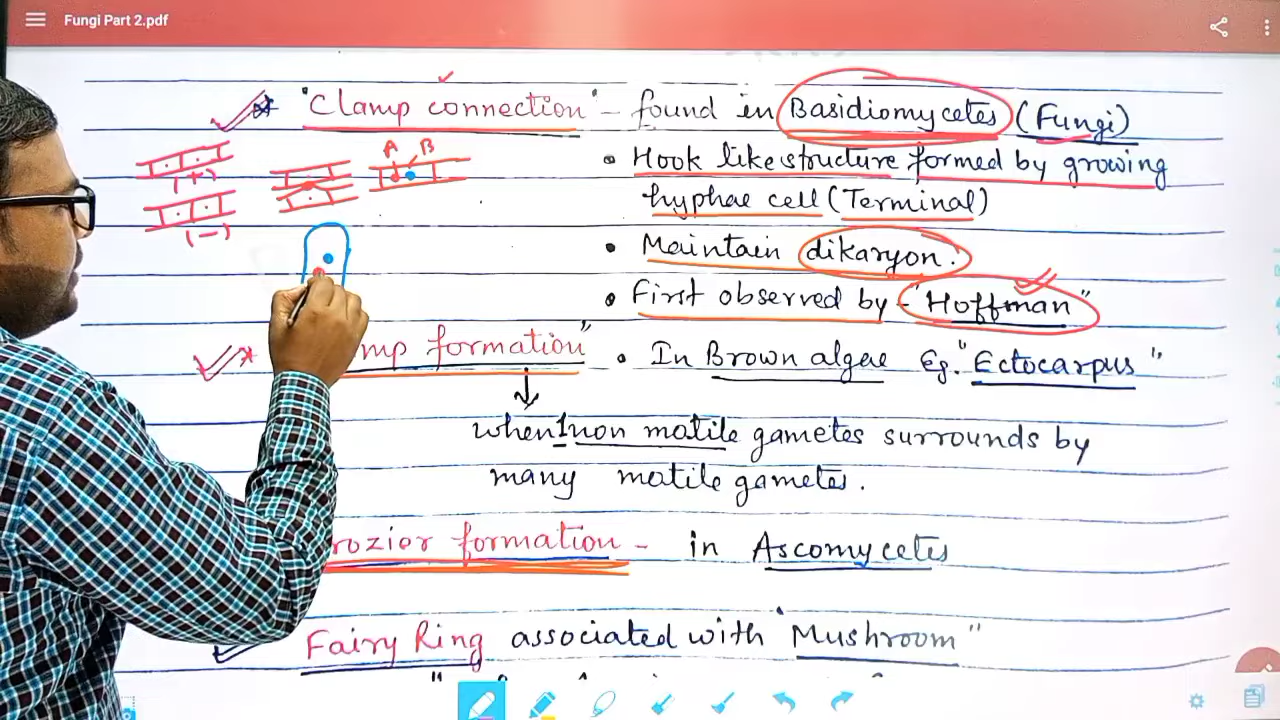 Fungi Part 2.pdf
"Clamp connection" - found in Basidiomycetes (Fungi)
A B
(+)
(-)
• Hook like structure formed by growing
hyphae cell (Terminal)
• Maintain dikaryon.
• First observed by - "Hoffman"
mp formation" • In Brown algae Eg. "Ectocarpus"
when 1 non motile gametes surrounds by
many motile gametes.
rozier formation - in Ascomycetes
Fairy Ring associated with "Mushroom"